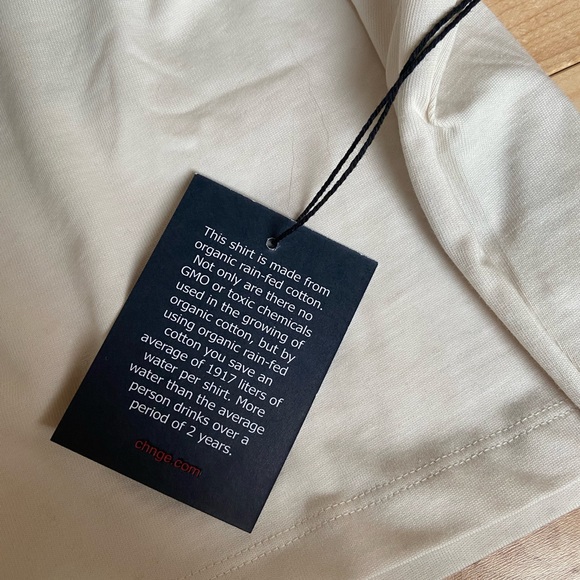 This shirt is made from
organic rain-fed cotton.
Not only are there no
GMO or toxic chemicals
used in the growing of
organic cotton, but by
using organic rain-fed
cotton you save an
average of 1917 liters of
water per shirt. More
water than the average
person drinks over a
period of 2 years.
chnge.com